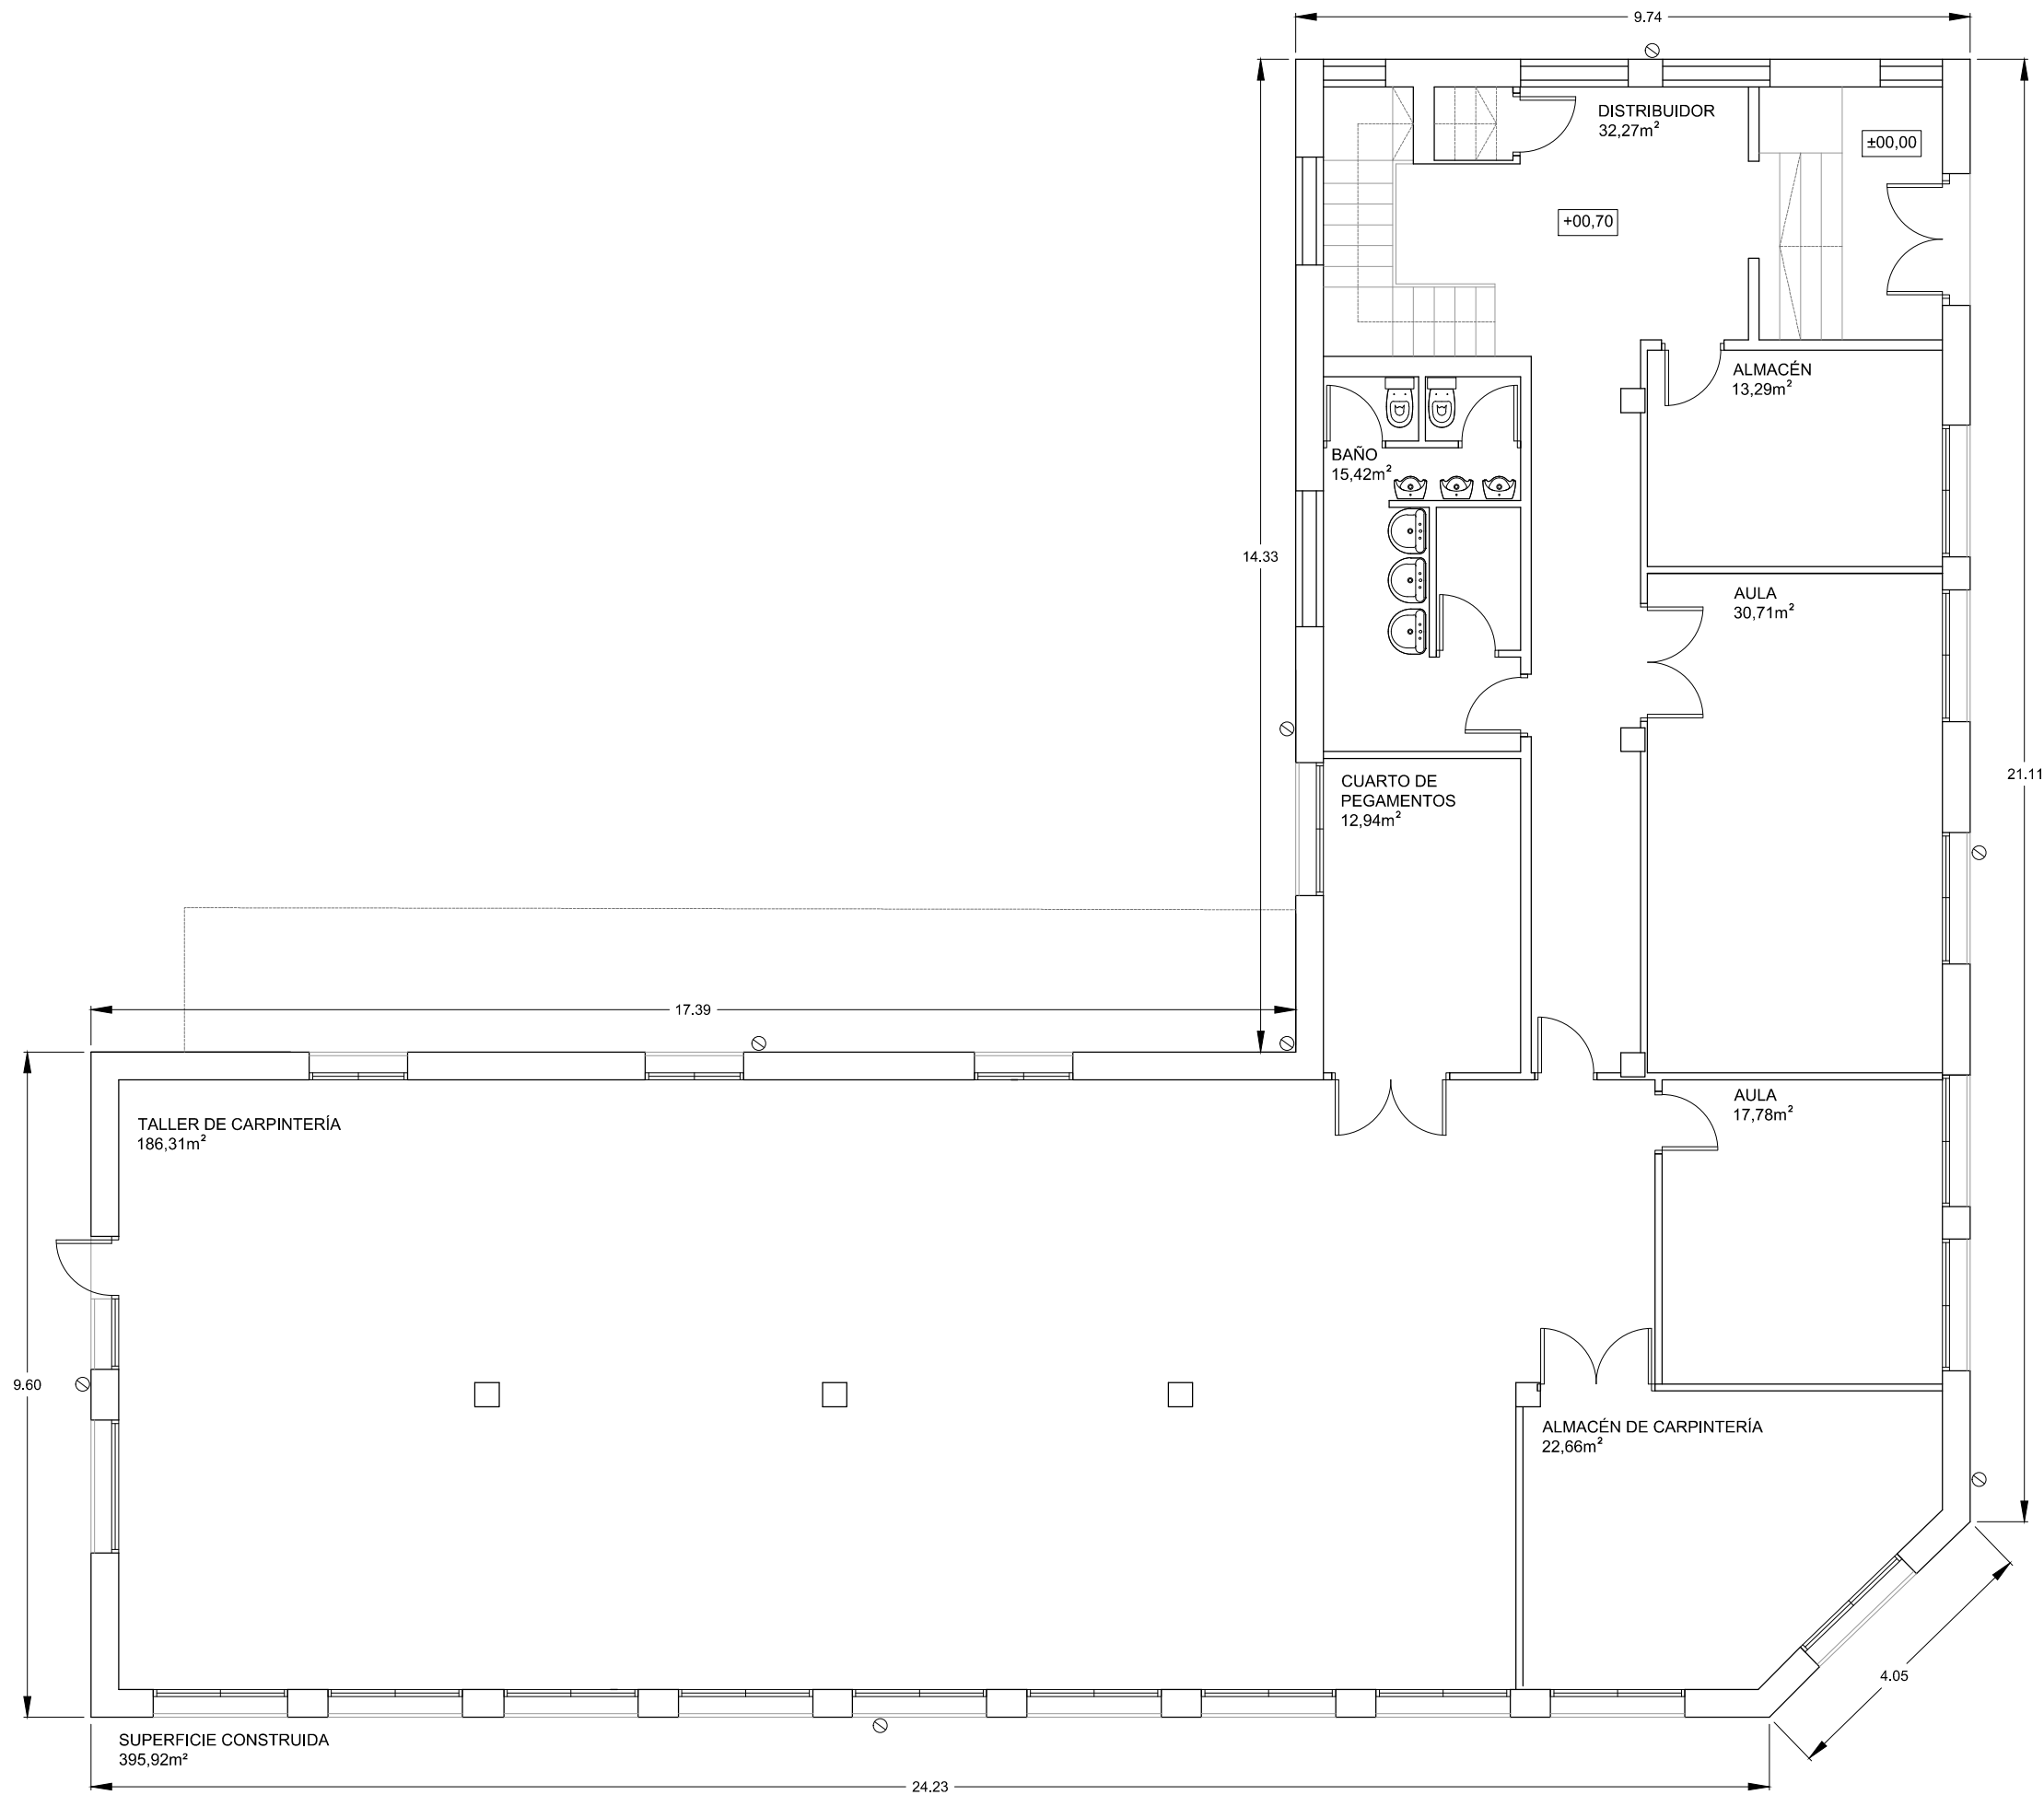 9.74
DISTRIBUIDOR
32,27m²
±00,00
+00,70
ALMACÉN
13,29m²
BAÑO
15,42m²
14.33
AULA
30,71m²
21.11
CUARTO DE
PEGAMENTOS
12,94m²
17.39
TALLER DE CARPINTERÍA
186,31m²
AULA
17,78m²
9.60
ALMACÉN DE CARPINTERÍA
22,66m²
4.05
SUPERFICIE CONSTRUIDA
395,92m²
24.23